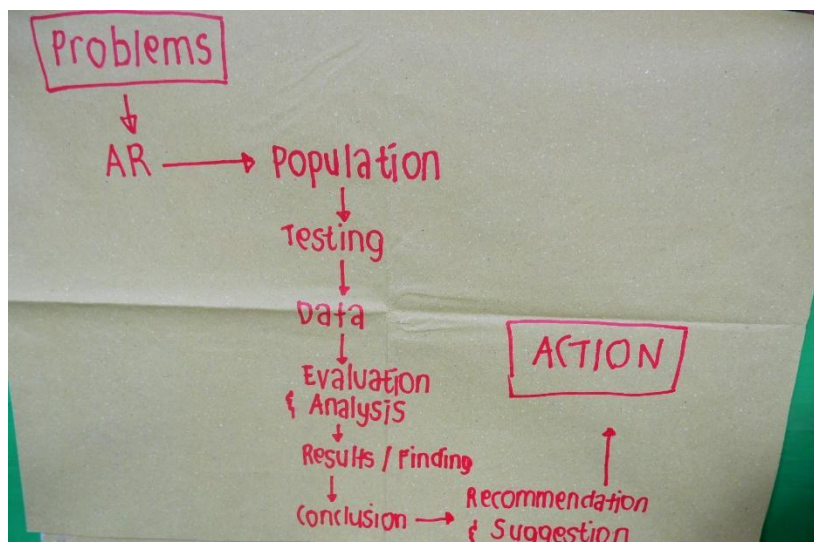 Problems
AR
Population
Testing
Data
Evaluation
& Analysis
Results / Finding
Conclusion
Recommendation
& Suggestion
ACTION